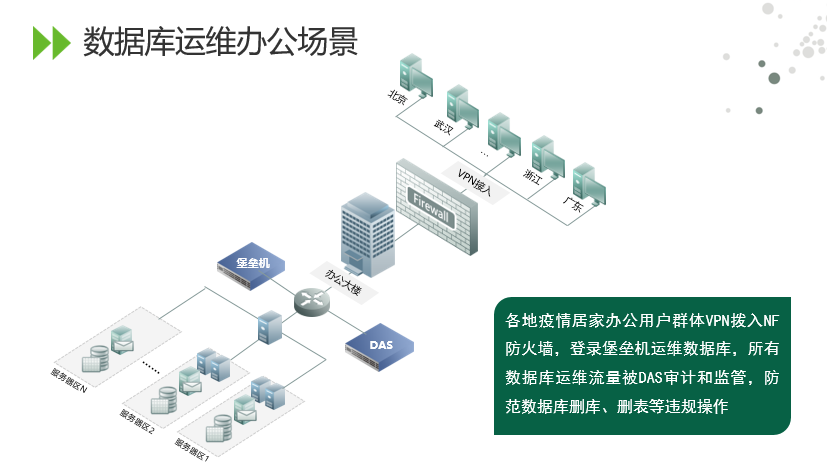 数据库运维办公场景
北京
武汉
...
浙江
广东
VPN接入
Firewall
堡垒机
办公大楼
DAS
服务器区N
......
服务器区2
服务器区1
各地疫情居家办公用户群体VPN拨入NF
防火墙，登录堡垒机运维数据库，所有
数据库运维流量被DAS审计和监管，防
范数据库删库、删表等违规操作